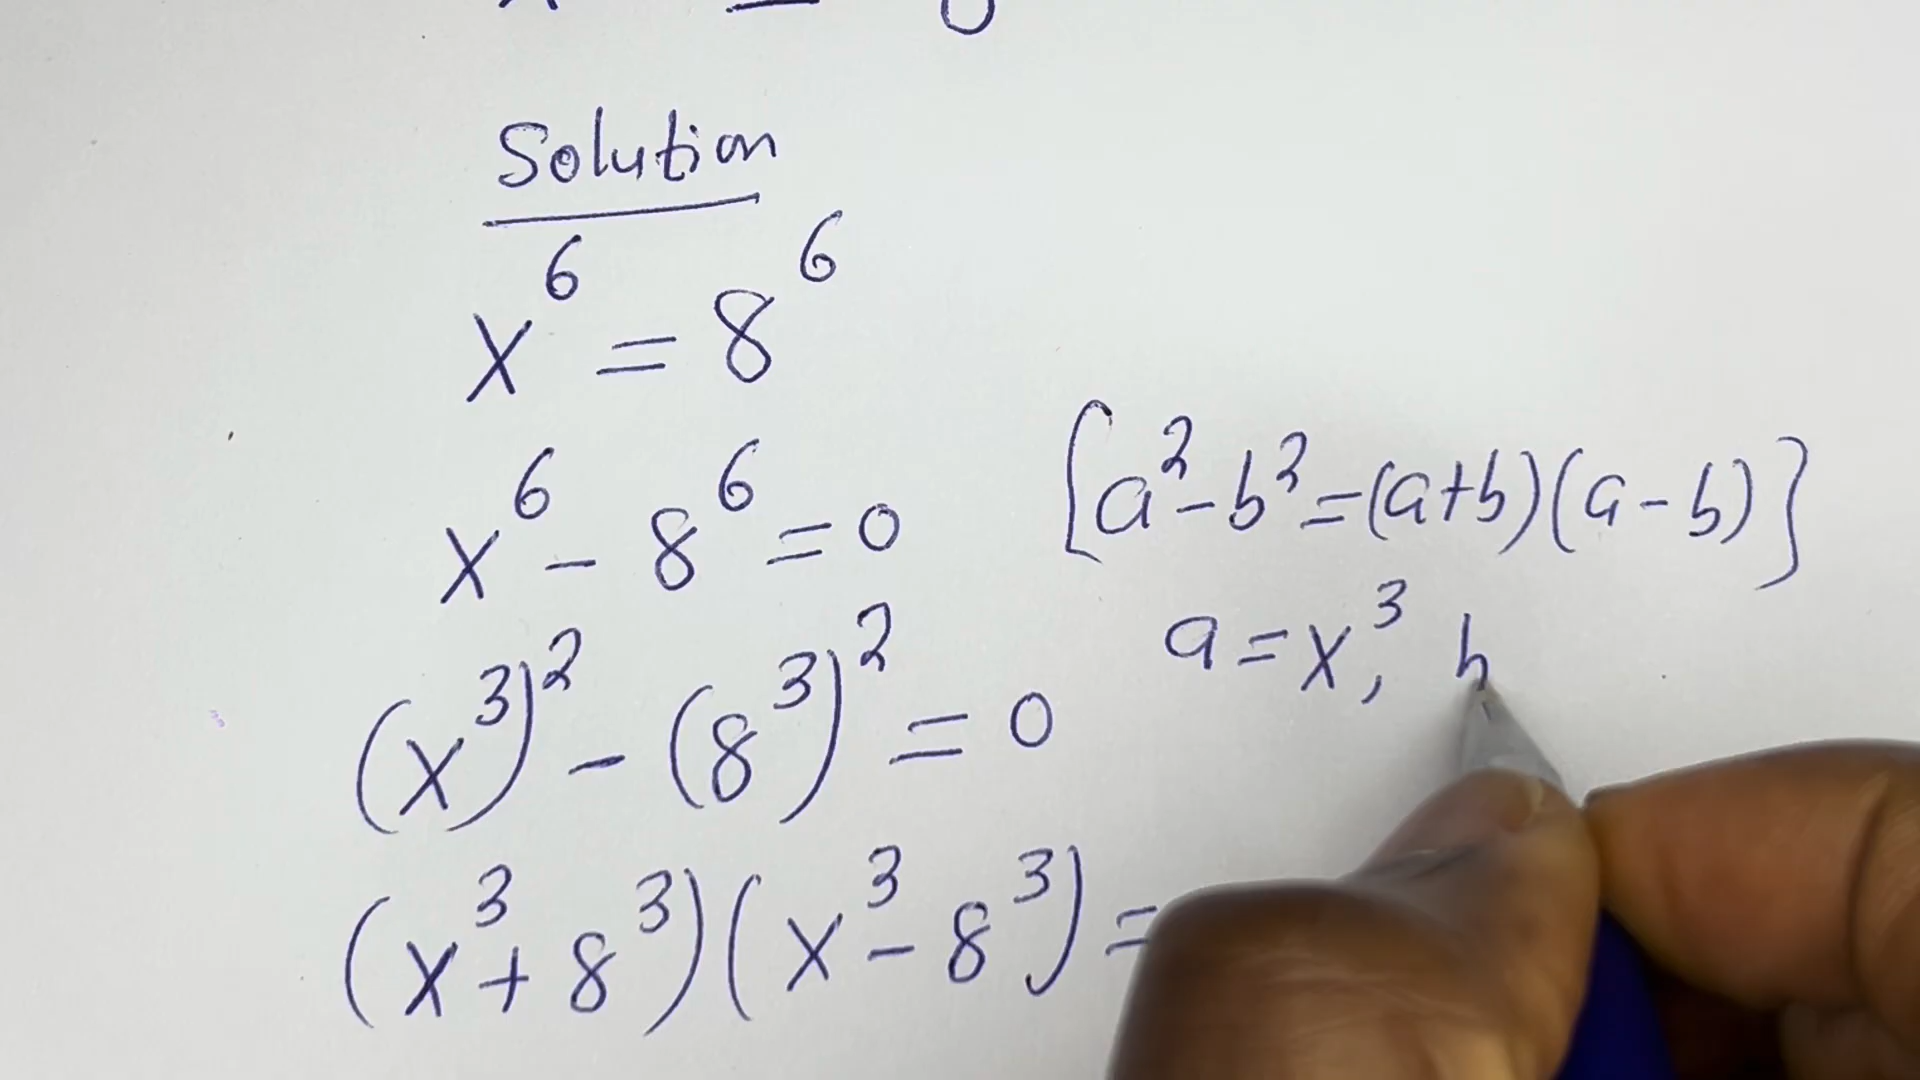 Solution
x⁶ = 8⁶
x⁶ - 8⁶ = 0
[a² - b² = (a+b)(a - b)}
(x³)² - (8³)² = 0
a = x³, b
(x³ + 8³)(x³ - 8³) =